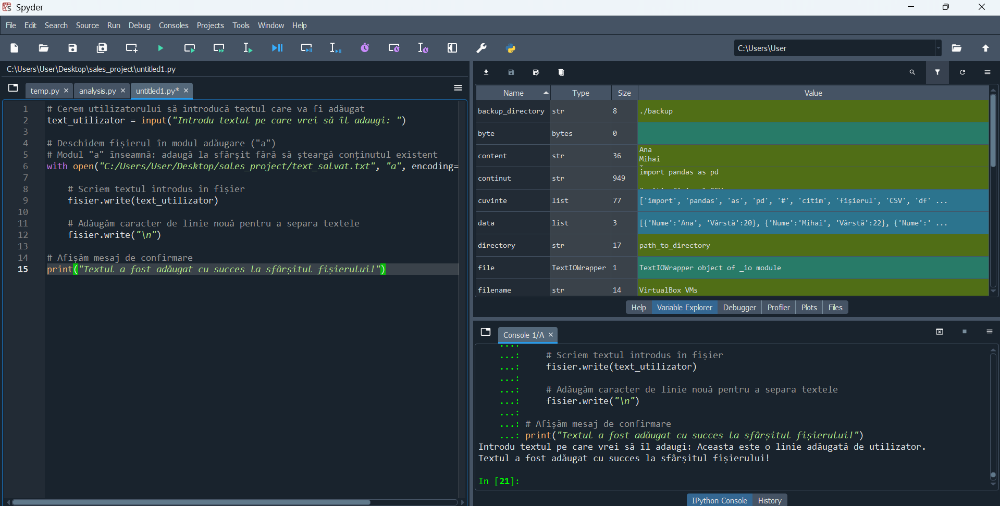 Spyder
File Edit Search Source Run Debug Consoles Projects Tools Window Help
C:\Users\User
C:\Users\User\Desktop\sales_project\untitled1.py
temp.py analysis.py untitled1.py*
1 # Cerem utilizatorului să introducă textul care va fi adăugat
2 text_utilizator = input("Introdu textul pe care vrei să îl adaugi: ")
3
4 # Deschidem fișierul în modul adăugare ("a")
5 # Modul "a" înseamnă: adaugă la sfârșit fără să șteargă conținutul existent
6 with open("C:/Users/User/Desktop/sales_project/text_salvat.txt", "a", encoding=
7
8 # Scriem textul introdus în fișier
9 fisier.write(text_utilizator)
10
11 # Adăugăm caracter de linie nouă pentru a separa textele
12 fisier.write("\n")
13
14 # Afișăm mesaj de confirmare
15 print("Textul a fost adăugat cu succes la sfârșitul fișierului!")
Name Type Size Value
backup_directory str 8 ./backup
byte bytes 0
content str 36 Ana
Mihai
continut str 949 import pandas as pd
cuvinte list 77 ['import', 'pandas', 'as', 'pd', '#', 'citim', 'fișierul', 'CSV', 'df' ...
data list 3 [{'Nume':'Ana', 'Vârstă':20}, {'Nume':'Mihai', 'Vârstă':22}, {'Nume':' ...
directory str 17 path_to_directory
file TextIOWrapper 1 TextIOWrapper object of _io module
filename str 14 VirtualBox VMs
Help Variable Explorer Debugger Profiler Plots Files
Console 1/A
...: # Scriem textul introdus în fișier
...: fisier.write(text_utilizator)
...:
...: # Adăugăm caracter de linie nouă pentru a separa textele
...: fisier.write("\n")
...:
...: # Afișăm mesaj de confirmare
...: print("Textul a fost adăugat cu succes la sfârșitul fișierului!")
Introdu textul pe care vrei să îl adaugi: Aceasta este o linie adăugată de utilizator.
Textul a fost adăugat cu succes la sfârșitul fișierului!
In [21]:
IPython Console History